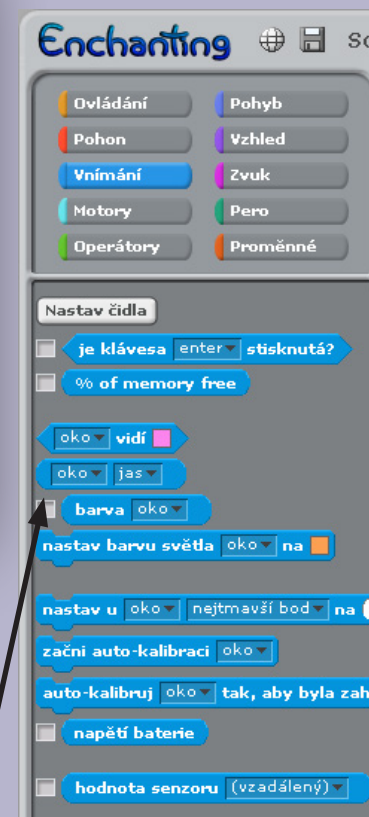 Enchanting
Ovládání Pohyb
Pohon Vzhled
Vnímání Zvuk
Motory Pero
Operátory Proměnné
Nastav čidla
je klávesa enter stisknutá?
% of memory free
oko vidí
oko jas
barva oko
nastav barvu světla oko na
nastav u oko nejtmavší bod na
začni auto-kalibraci oko
auto-kalibruj oko tak, aby byla
napětí baterie
hodnota senzoru (vzadálený)